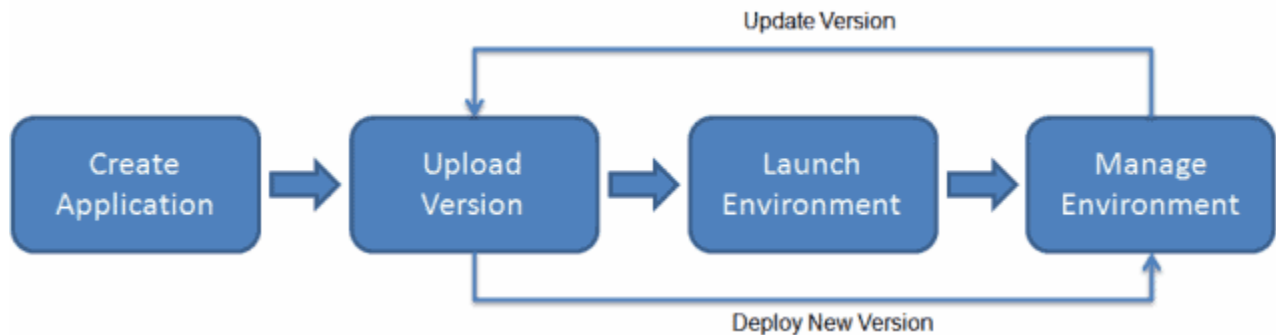 Update Version
Create
Application
Upload
Version
Launch
Environment
Manage
Environment
Deploy New Version